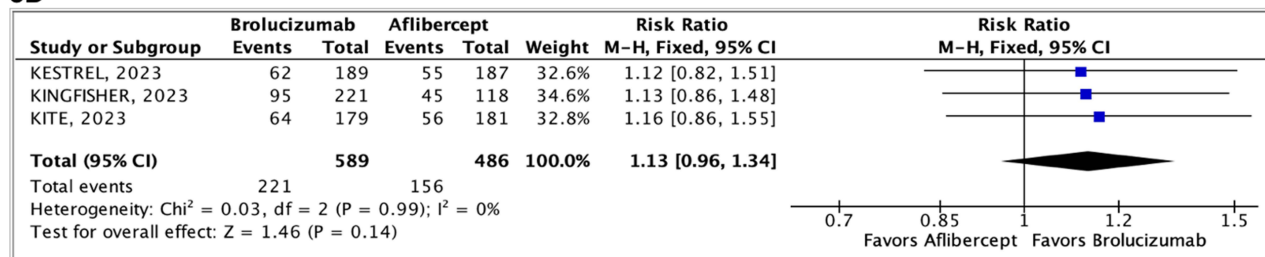 Brolucizumab Aflibercept Risk Ratio Risk Ratio
Study or Subgroup Events Total Events Total Weight M-H, Fixed, 95% CI M-H, Fixed, 95% CI
KESTREL, 2023 62 189 55 187 32.6% 1.12 [0.82, 1.51]
KINGFISHER, 2023 95 221 45 118 34.6% 1.13 [0.86, 1.48]
KITE, 2023 64 179 56 181 32.8% 1.16 [0.86, 1.55]
Total (95% CI) 589 486 100.0% 1.13 [0.96, 1.34]
Total events 221 156
Heterogeneity: Chi² = 0.03, df = 2 (P = 0.99); I² = 0%
Test for overall effect: Z = 1.46 (P = 0.14)
0.7 0.85 1 1.2 1.5
Favors Aflibercept Favors Brolucizumab